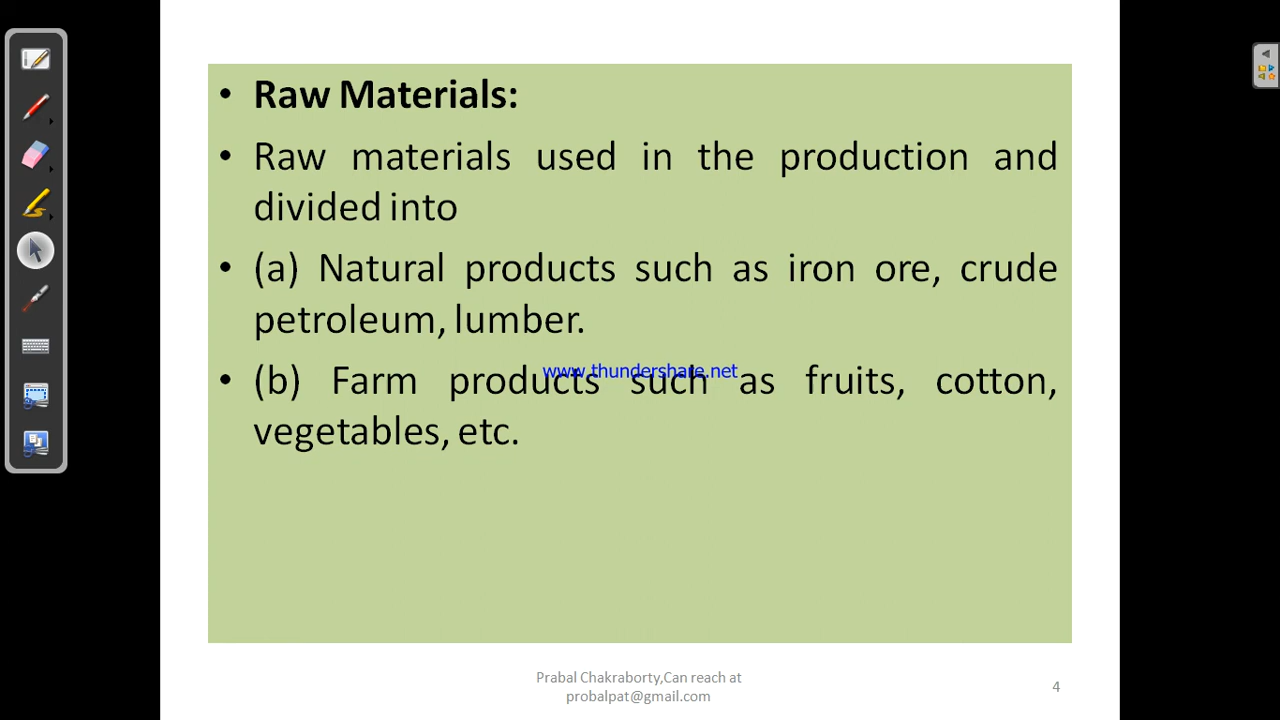 • Raw Materials:
• Raw materials used in the production and
divided into
• (a) Natural products such as iron ore, crude
petroleum, lumber.
www.thundershare.net
• (b) Farm products such as fruits, cotton,
vegetables, etc.
Prabal Chakraborty,Can reach at
probalpat@gmail.com
4